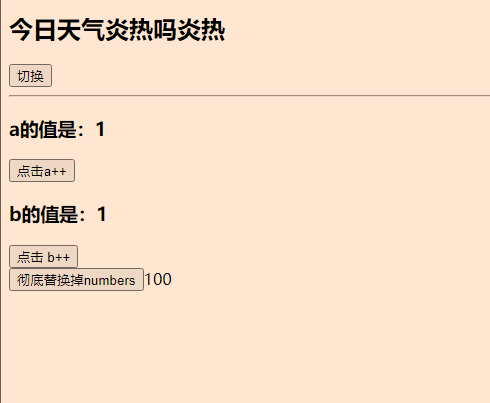 今日天气炎热吗炎热
切换
a的值是：1
点击a++
b的值是：1
点击 b++
彻底替换掉numbers 100